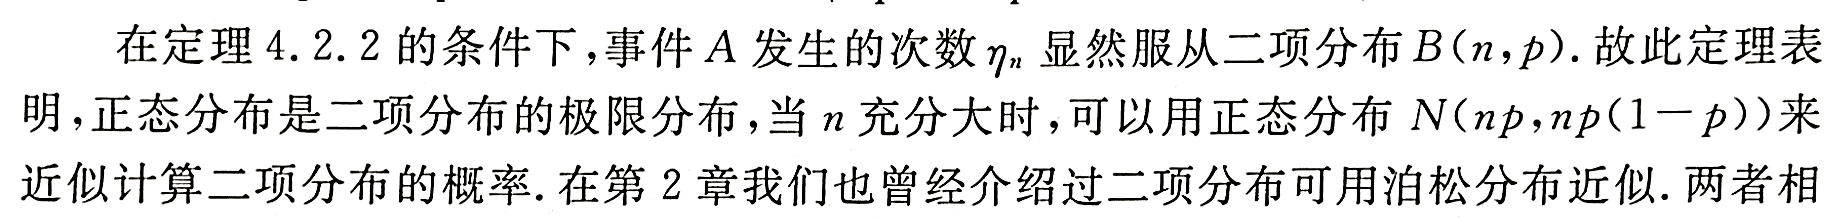 在定理 4.2.2 的条件下,事件 A 发生的次数 ηₙ 显然服从二项分布 B(n,p).故此定理表
明,正态分布是二项分布的极限分布,当 n 充分大时,可以用正态分布 N(np,np(1-p))来
近似计算二项分布的概率.在第 2 章我们也曾经介绍过二项分布可用泊松分布近似.两者相